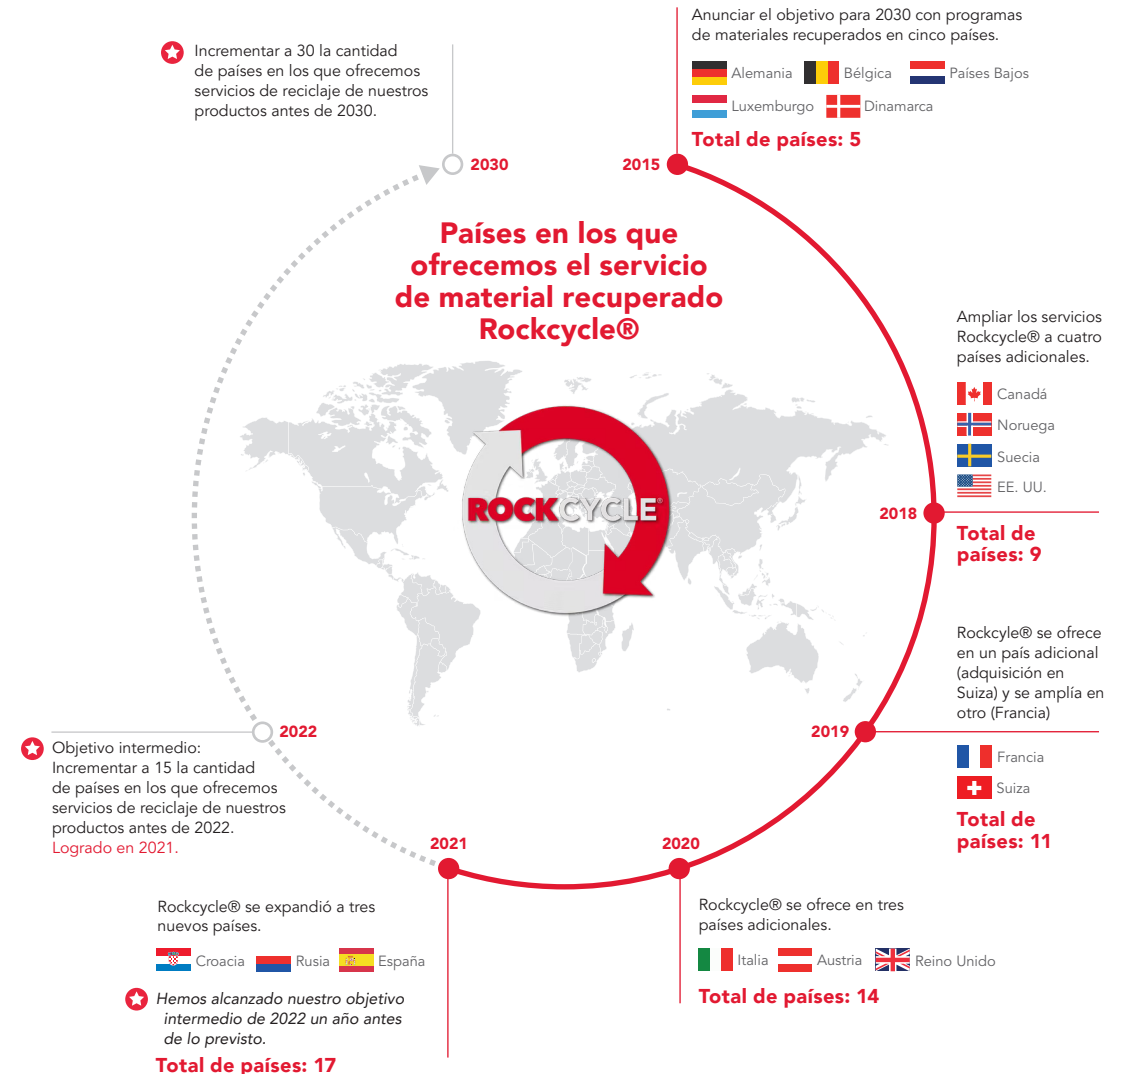 Países en los que
ofrecemos el servicio
de material recuperado
Rockcycle®
ROCKCYCLE®
2015
Anunciar el objetivo para 2030 con programas
de materiales recuperados en cinco países.
Alemania Bélgica Países Bajos
Luxemburgo Dinamarca
Total de países: 5
2018
Ampliar los servicios
Rockcycle® a cuatro
países adicionales.
Canadá
Noruega
Suecia
EE. UU.
Total de
países: 9
2019
Rockcyle® se ofrece
en un país adicional
(adquisición en
Suiza) y se amplía en
otro (Francia)
Francia
Suiza
Total de
países: 11
2020
Rockcycle® se ofrece en tres
países adicionales.
Italia Austria Reino Unido
Total de países: 14
2021
Rockcycle® se expandió a tres
nuevos países.
Croacia Rusia España
Hemos alcanzado nuestro objetivo
intermedio de 2022 un año antes
de lo previsto.
Total de países: 17
2022
Objetivo intermedio:
Incrementar a 15 la cantidad
de países en los que ofrecemos
servicios de reciclaje de nuestros
productos antes de 2022.
Logrado en 2021.
2030
Incrementar a 30 la cantidad
de países en los que ofrecemos
servicios de reciclaje de nuestros
productos antes de 2030.